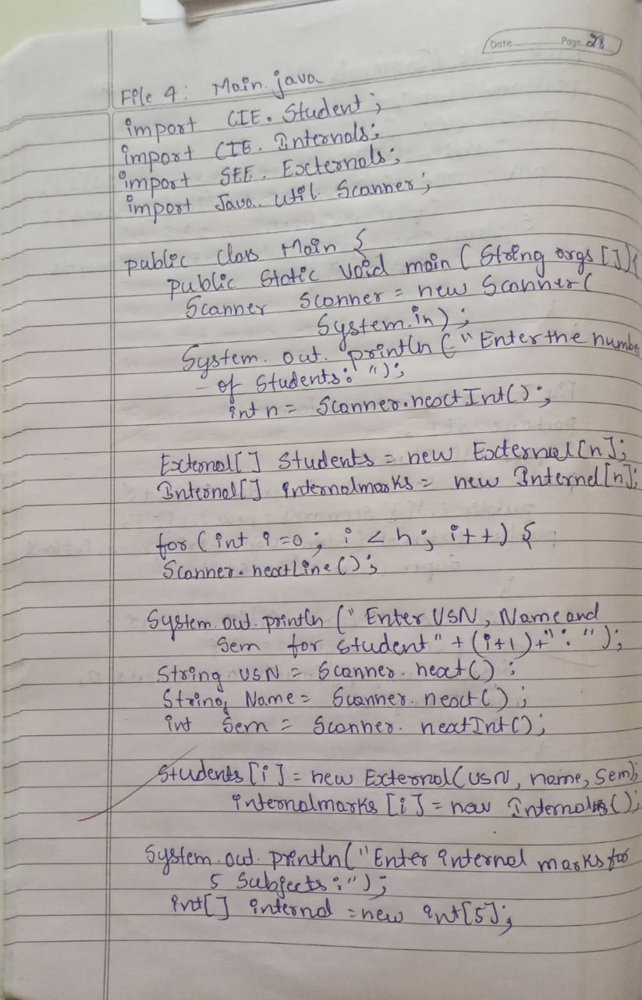 Date Page 28
File 4: Main.java
import CIE.Student;
import CIE.Internals;
import SEE.Externals;
import Java.util.Scanner;
public class Main {
public static void main (String args []){
Scanner Scanner = new Scanner(
System.in);
System.out.println ("Enter the numbe
- of Students: ");
int n = Scanner.nextInt();
External[] Students = new External[n];
Internal[] internalmarks = new Internel[n];
for (int i=0; i<n; i++) {
Scanner.nextLine();
System.out.println (" Enter USN, Name and
Sem for student" + (i+1)+": ");
String USN = Scanner.next();
String Name = Scanner.next();
int Sem = Scanner.nextInt();
Students[i] = new External(USN, name, Sem);
internalmarks [i] = new Internals();
System.out.println("Enter internal marks for
5 Subjects:");
int[] internal = new int[5];